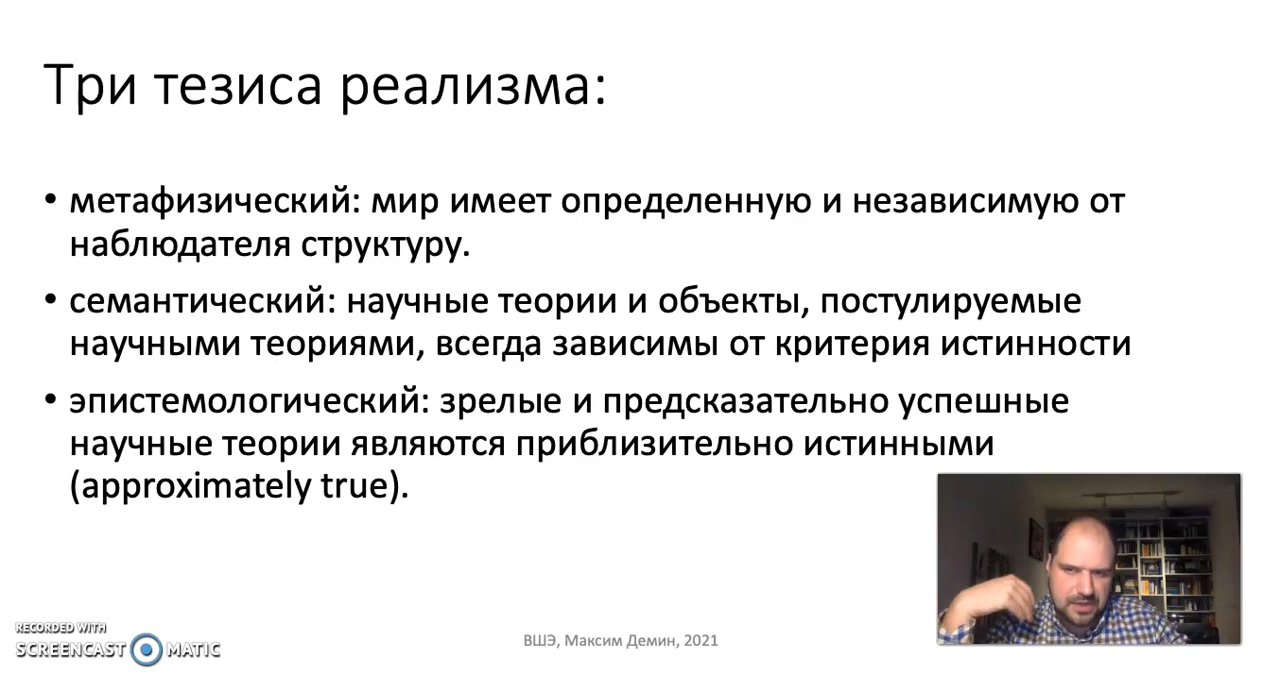 Три тезиса реализма:
• метафизический: мир имеет определенную и независимую от
наблюдателя структуру.
• семантический: научные теории и объекты, постулируемые
научными теориями, всегда зависимы от критерия истинности
• эпистемологический: зрелые и предсказательно успешные
научные теории являются приблизительно истинными
(approximately true).
RECORDED WITH
SCREENCAST MATIC
ВШЭ, Максим Демин, 2021